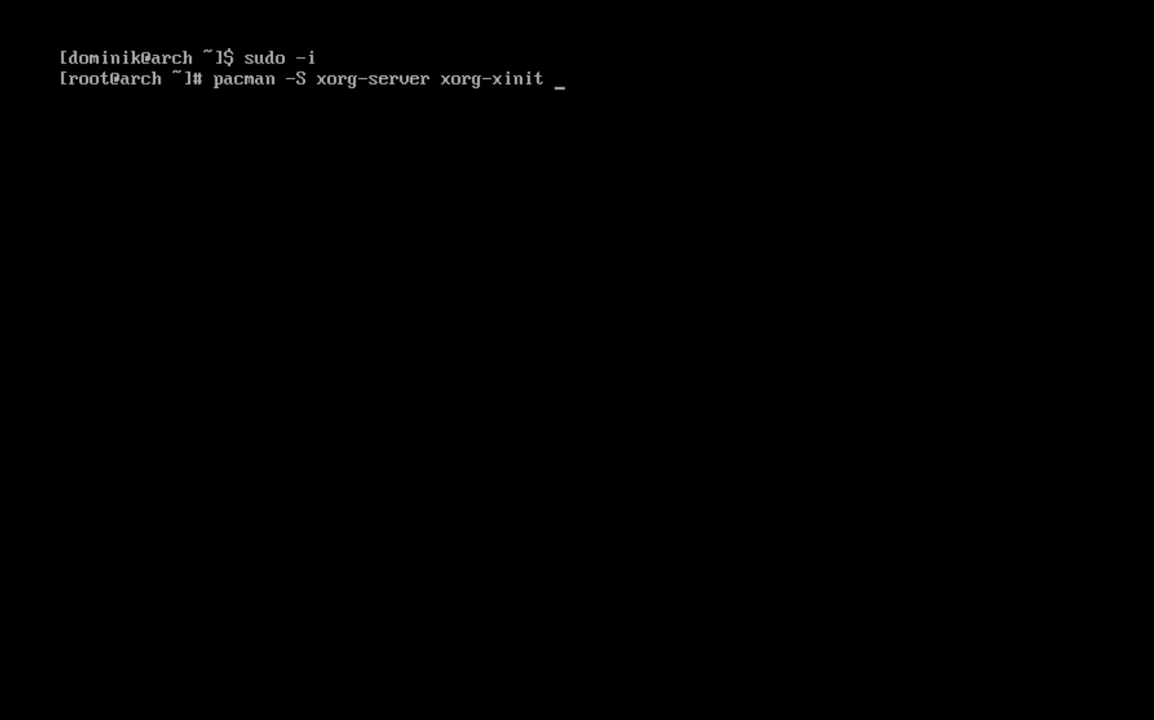 [dominik@arch ~]$ sudo -i
[root@arch ~]# pacman -S xorg-server xorg-xinit _